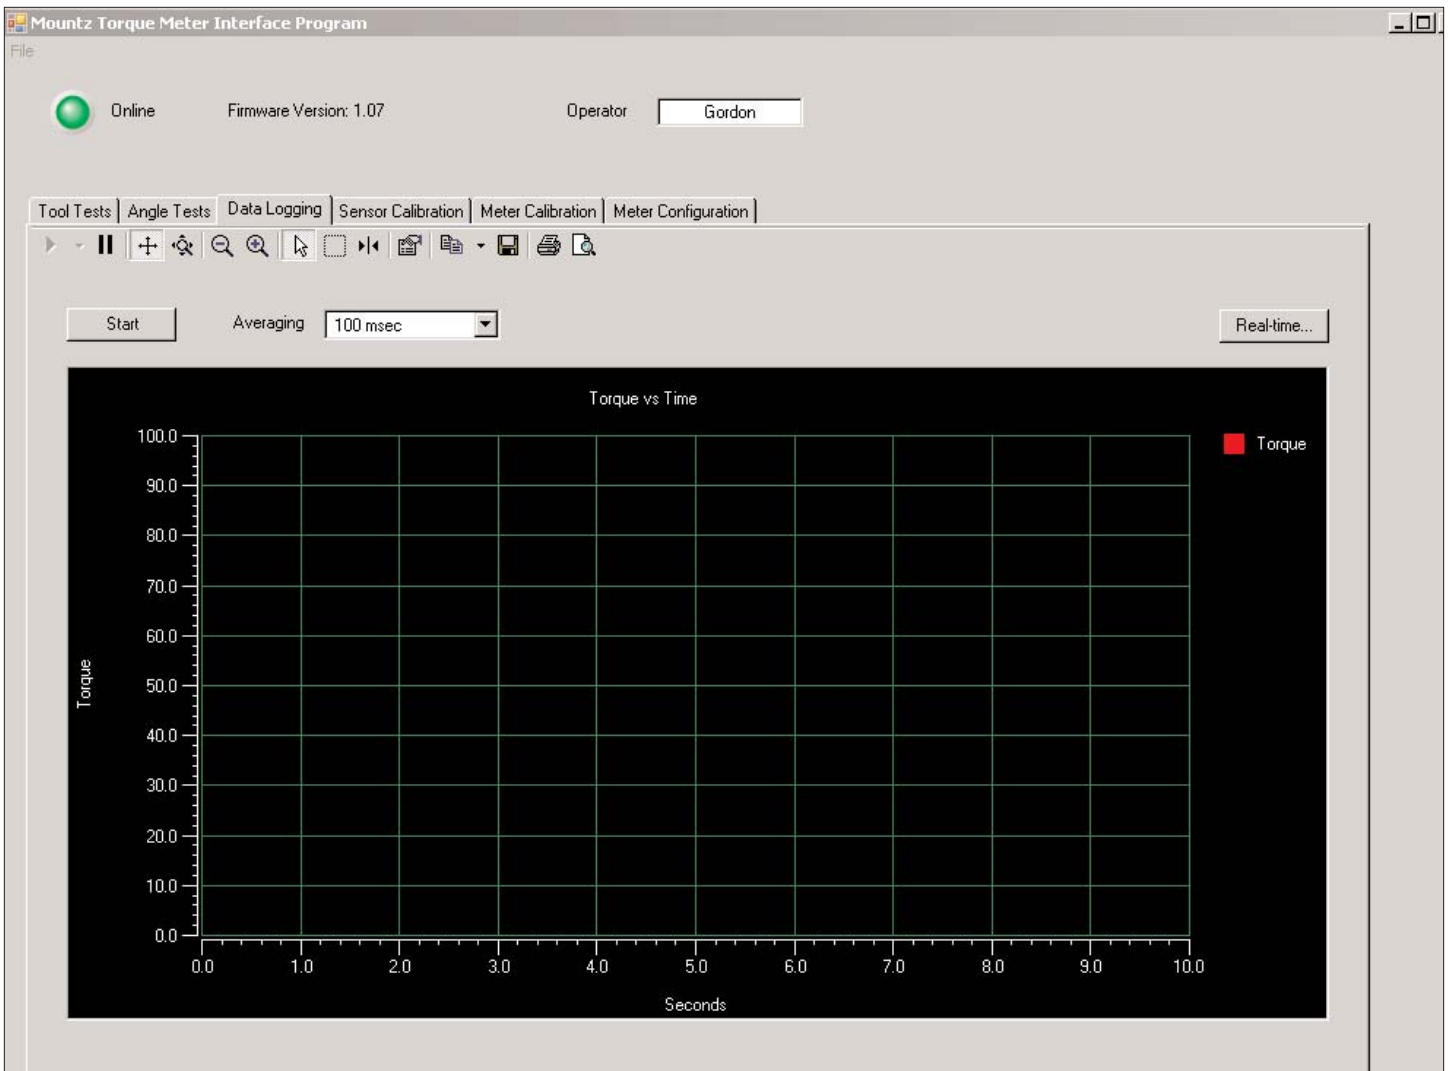 Mountz Torque Meter Interface Program
File
Online
Firmware Version: 1.07
Operator
Gordon
Tool Tests
Angle Tests
Data Logging
Sensor Calibration
Meter Calibration
Meter Configuration
Start
Averaging
100 msec
Real-time...
Torque vs Time
Torque
100.0
90.0
80.0
70.0
60.0
50.0
40.0
30.0
20.0
10.0
0.0
Torque
0.0 1.0 2.0 3.0 4.0 5.0 6.0 7.0 8.0 9.0 10.0
Seconds